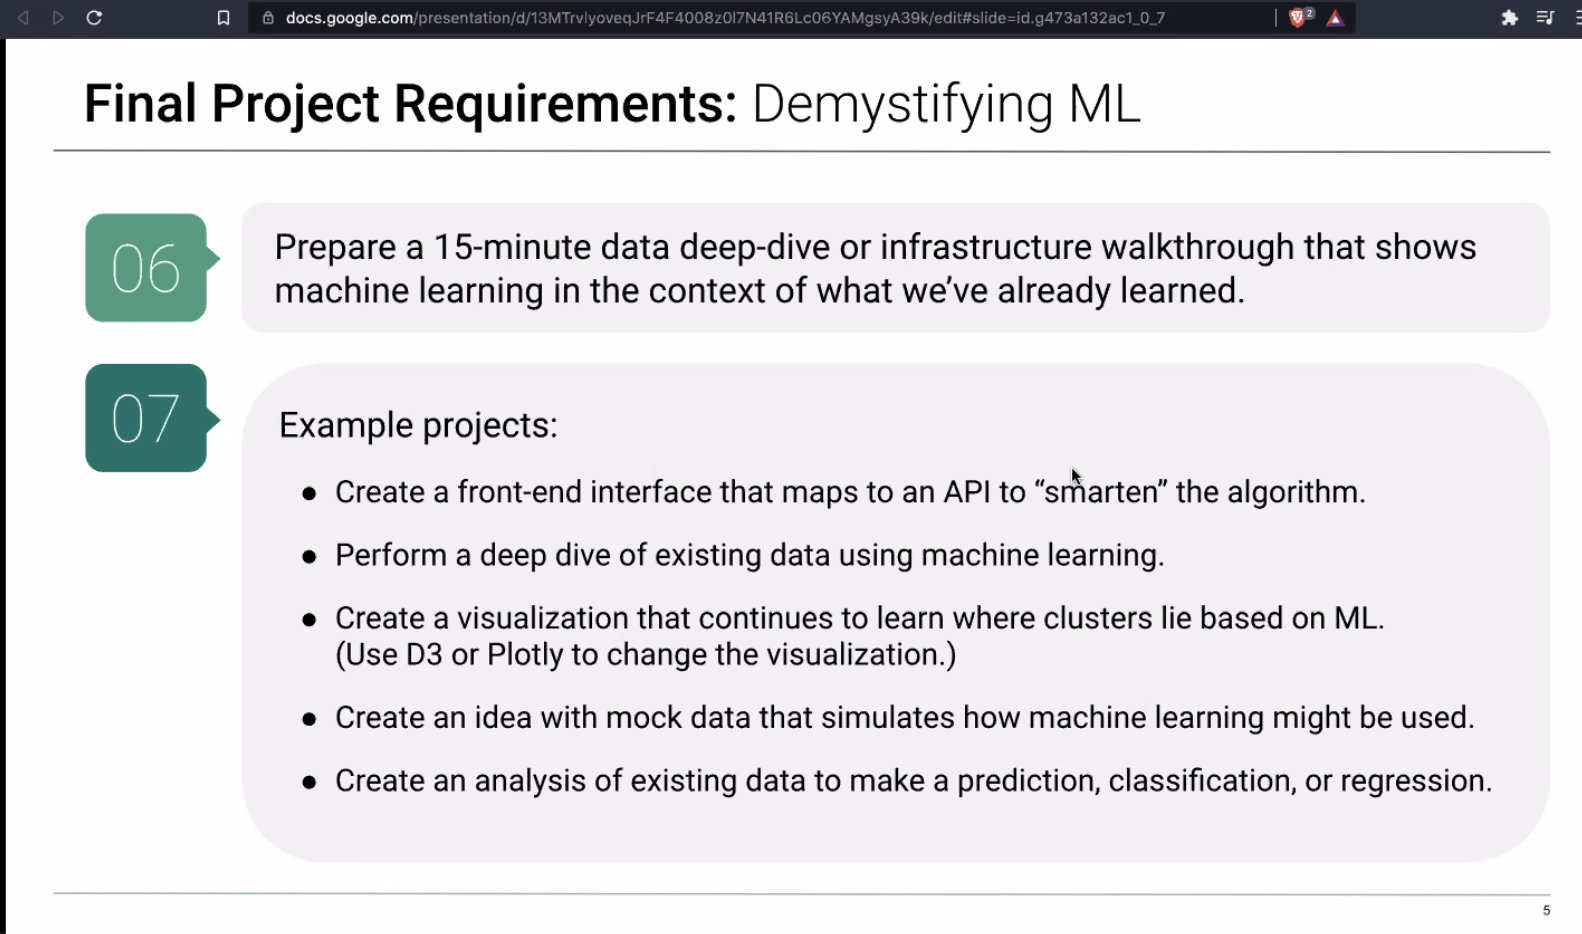 docs.google.com/presentation/d/13MTrvlyoveqJrF4F4008z0I7N41R6Lc06YAMgsyA39k/edit#slide=id.g473a132ac1_0_7
2
Final Project Requirements: Demystifying ML
06
Prepare a 15-minute data deep-dive or infrastructure walkthrough that shows
machine learning in the context of what we’ve already learned.
07
Example projects:
● Create a front-end interface that maps to an API to “smarten” the algorithm.
● Perform a deep dive of existing data using machine learning.
● Create a visualization that continues to learn where clusters lie based on ML.
(Use D3 or Plotly to change the visualization.)
● Create an idea with mock data that simulates how machine learning might be used.
● Create an analysis of existing data to make a prediction, classification, or regression.
5